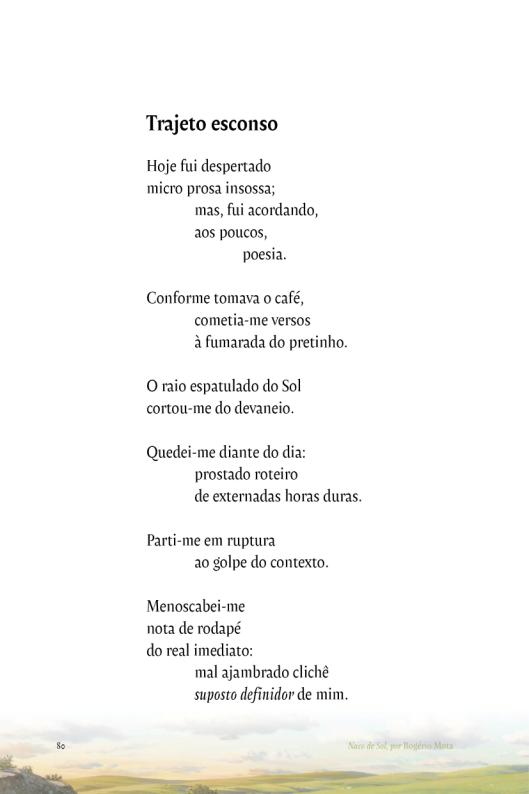 Trajeto esconso
Hoje fui despertado
micro prosa insossa;
mas, fui acordando,
aos poucos,
poesia.
Conforme tomava o café,
cometia-me versos
à fumarada do pretinho.
O raio espatulado do Sol
cortou-me do devaneio.
Quedei-me diante do dia:
prostado roteiro
de externadas horas duras.
Parti-me em ruptura
ao golpe do contexto.
Menoscabei-me
nota de rodapé
do real imediato:
mal ajambrado clichê
suposto definidor de mim.
80
Naco de Sol, por Rogério Mota